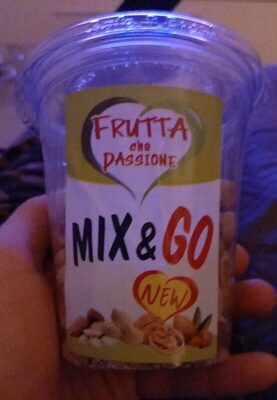 FRUTTA
che
PASSIONE
MIX & GO
NEW